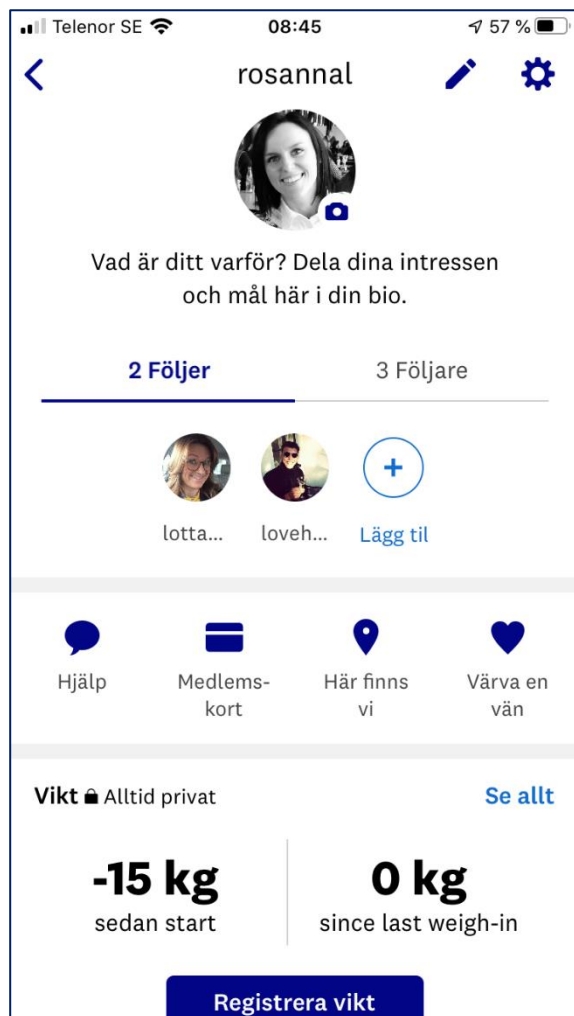 Telenor SE 08:45 57 %
rosannal
Vad är ditt varför? Dela dina intressen
och mål här i din bio.
2 Följer 3 Följare
lotta... loveh... Lägg til
Hjälp Medlems- Här finns Värva en
kort vi vän
Vikt Alltid privat Se allt
-15 kg 0 kg
sedan start since last weigh-in
Registrera vikt